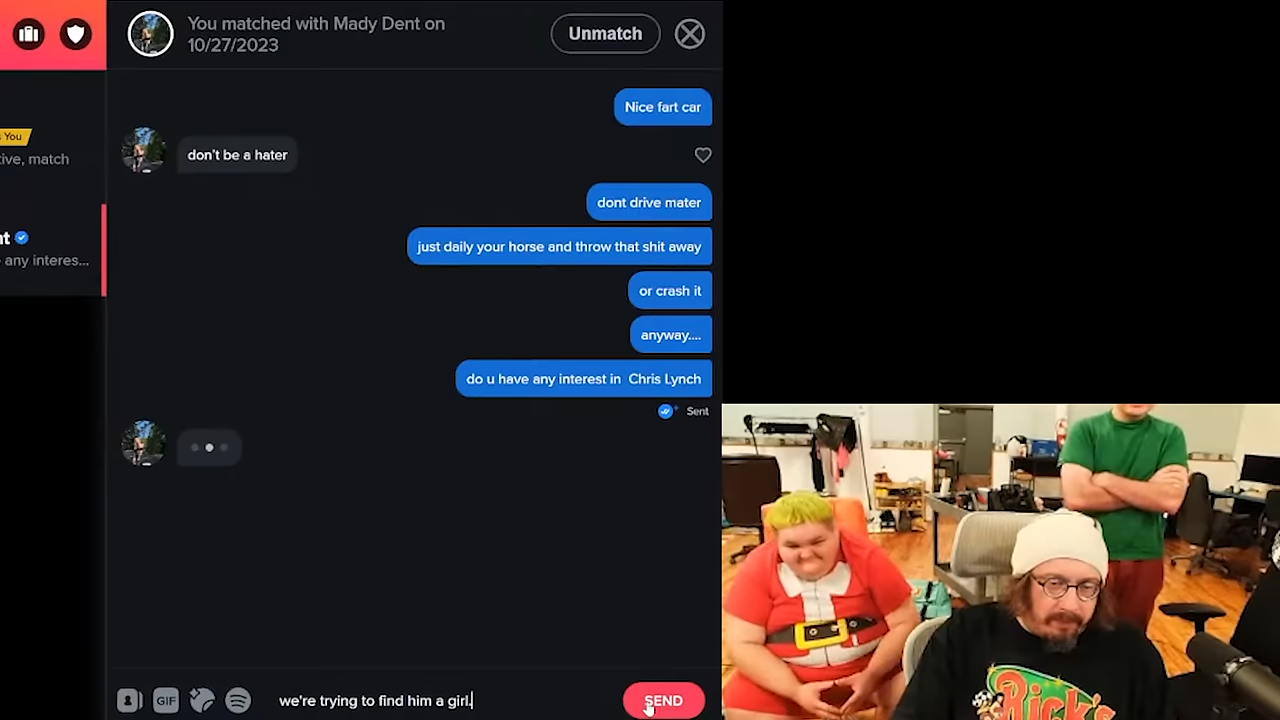 You matched with Mady Dent on
10/27/2023
Unmatch
Nice fart car
s You
tive, match
don't be a hater
dont drive mater
nt
any interes...
just daily your horse and throw that shit away
or crash it
anyway....
do u have any interest in  Chris Lynch
Sent
GIF
we're trying to find him a girl.
SEND
Rick's